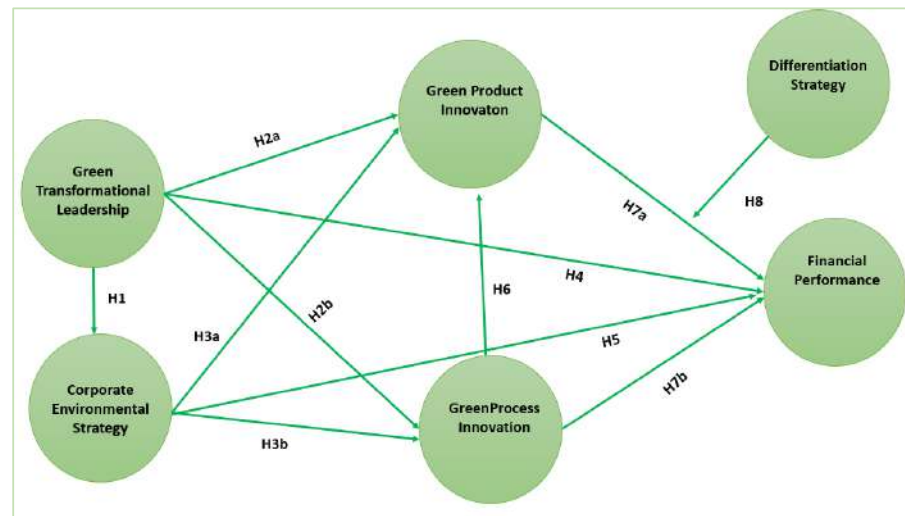 Differentiation
Strategy
Green Product
Innovaton
H2a
Green
Transformational
Leadership
H7a
H8
Financial
Performance
H4
H1
H6
H2b
H3a
H5
Corporate
Environmental
Strategy
H7b
GreenProcess
Innovation
H3b